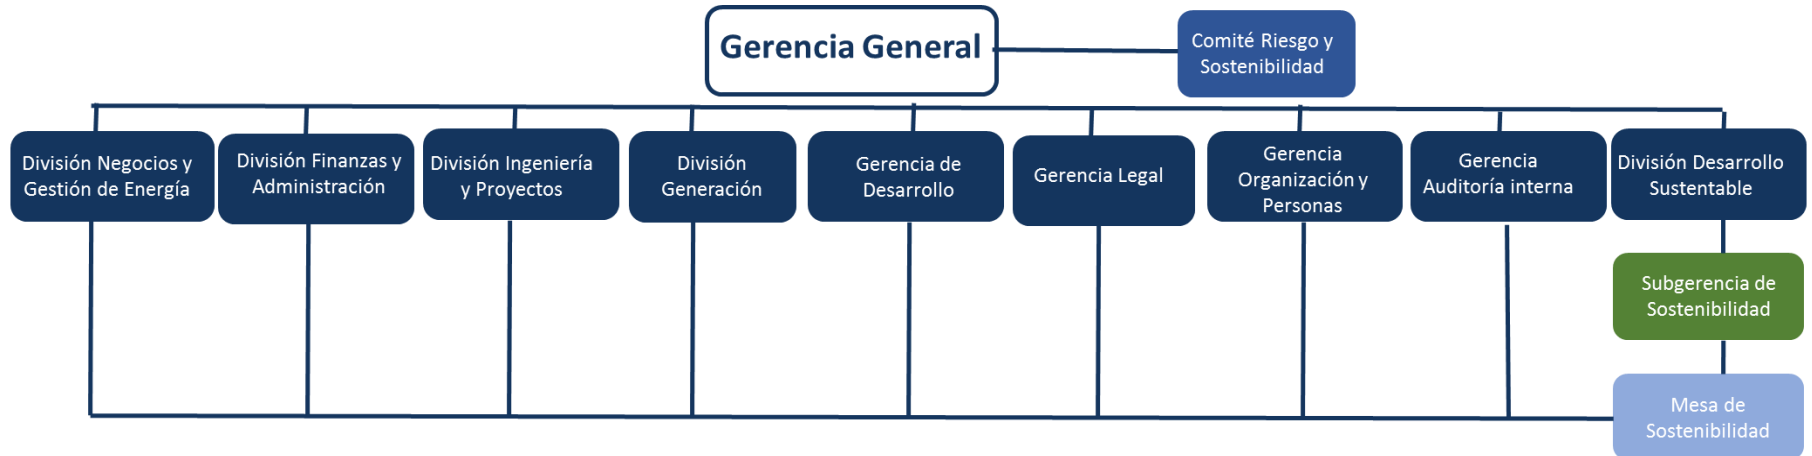 Gerencia General
Comité Riesgo y
Sostenibilidad
División Negocios y
Gestión de Energía
División Finanzas y
Administración
División Ingeniería
y Proyectos
División
Generación
Gerencia de
Desarrollo
Gerencia Legal
Gerencia
Organización y
Personas
Gerencia
Auditoría interna
División Desarrollo
Sustentable
Subgerencia de
Sostenibilidad
Mesa de
Sostenibilidad